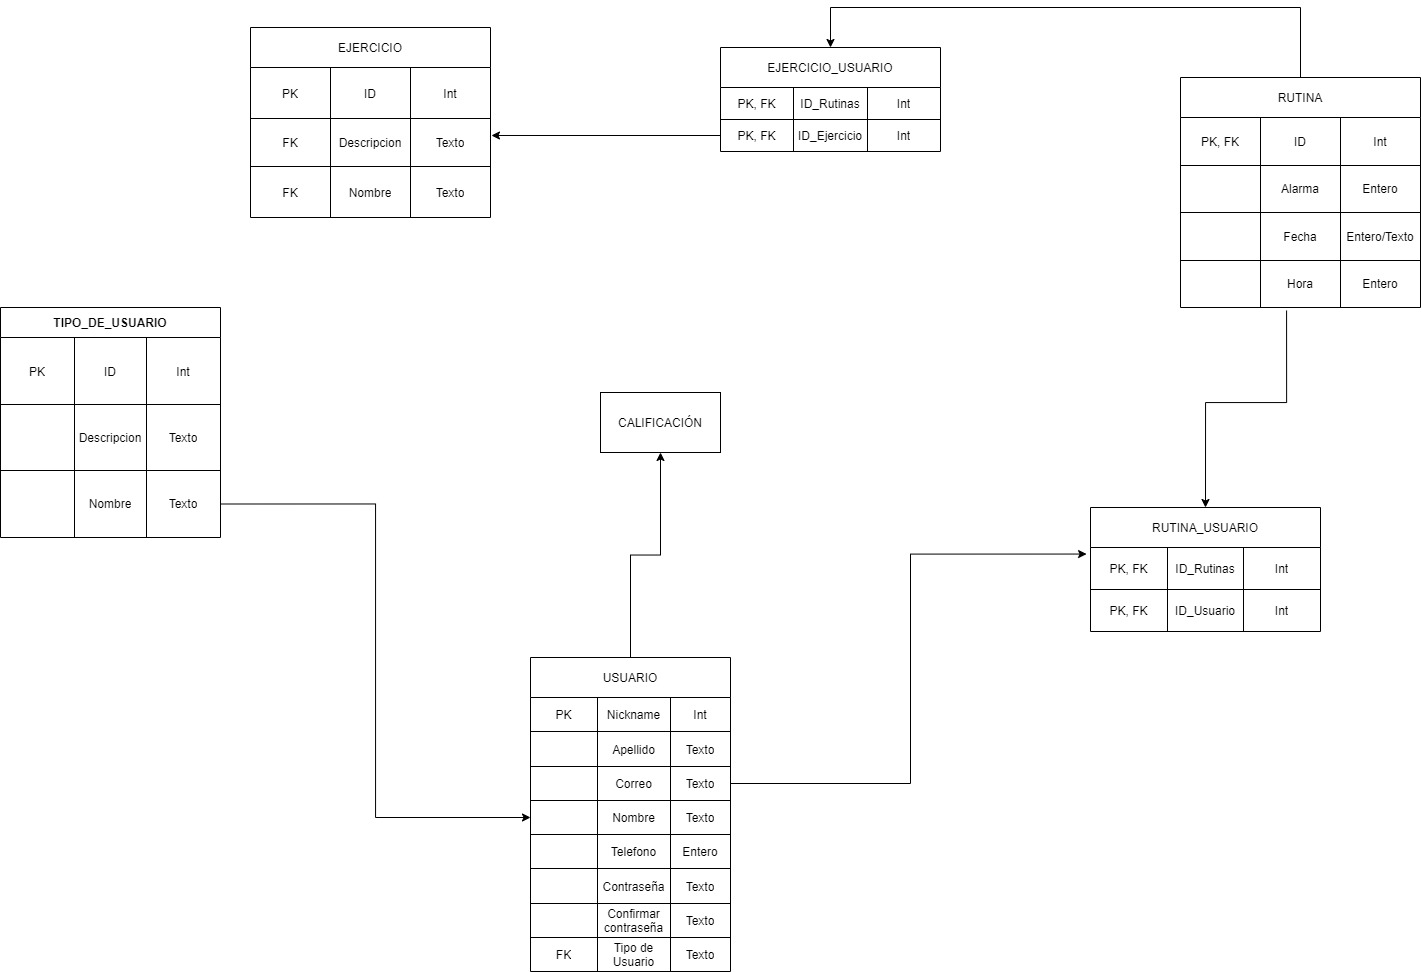 EJERCICIO
PK ID Int
FK Descripcion Texto
FK Nombre Texto
EJERCICIO_USUARIO
PK, FK ID_Rutinas Int
PK, FK ID_Ejercicio Int
RUTINA
PK, FK ID Int
Alarma Entero
Fecha Entero/Texto
Hora Entero
TIPO_DE_USUARIO
PK ID Int
Descripcion Texto
Nombre Texto
CALIFICACIÓN
RUTINA_USUARIO
PK, FK ID_Rutinas Int
PK, FK ID_Usuario Int
USUARIO
PK Nickname Int
Apellido Texto
Correo Texto
Nombre Texto
Telefono Entero
Contraseña Texto
Confirmar
contraseña Texto
FK Tipo de
Usuario Texto